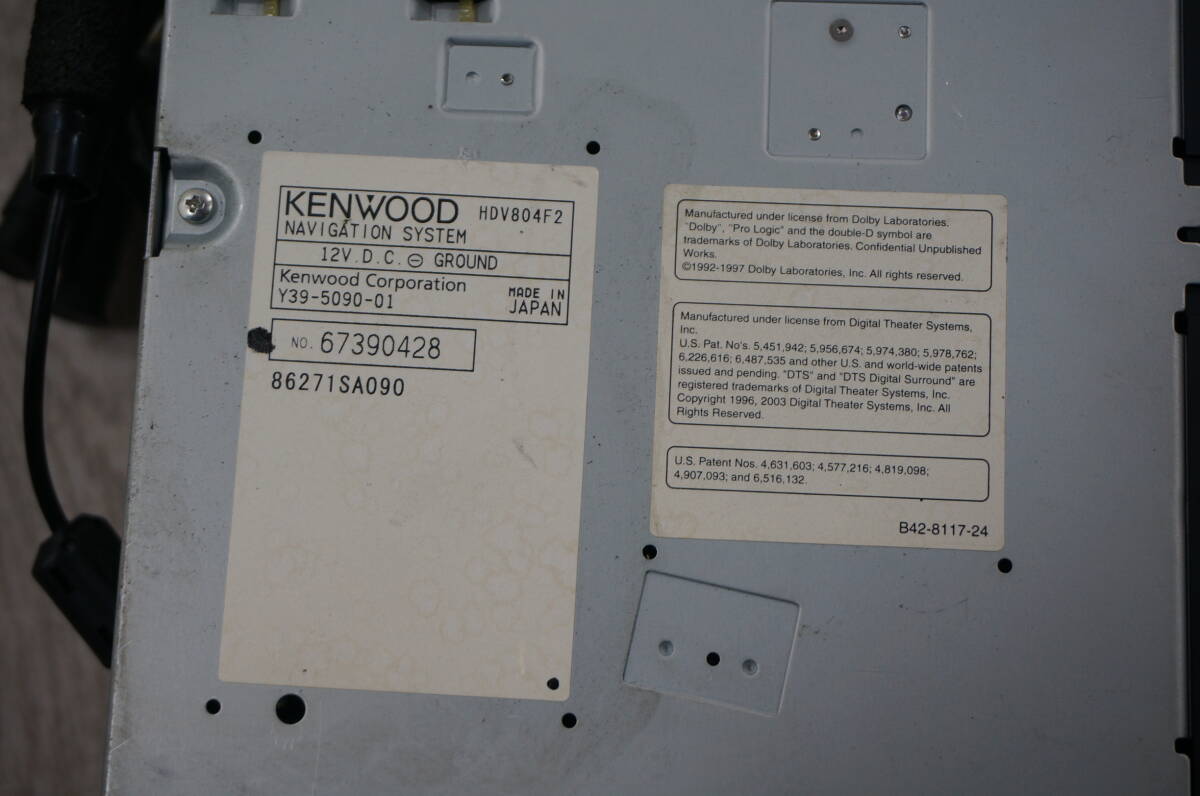 KENWOOD HDV804F2
NAVIGATION SYSTEM
12V.D.C. ⊖ GROUND
Kenwood Corporation
Y39-5090-01
MADE IN
JAPAN
NO. 67390428
86271SA090
Manufactured under license from Dolby Laboratories.
"Dolby", "Pro Logic" and the double-D symbol are
trademarks of Dolby Laboratories. Confidential Unpublished
Works.
©1992-1997 Dolby Laboratories, Inc. All rights reserved.
Manufactured under license from Digital Theater Systems,
Inc.
U.S. Pat. No's. 5,451,942; 5,956,674; 5,974,380; 5,978,762;
6,226,616; 6,487,535 and other U.S. and world-wide patents
issued and pending. "DTS" and "DTS Digital Surround" are
registered trademarks of Digital Theater Systems, Inc.
Copyright 1996, 2003 Digital Theater Systems, Inc. All
Rights Reserved.
U.S. Patent Nos. 4,631,603; 4,577,216; 4,819,098;
4,907,093; and 6,516,132.
B42-8117-24